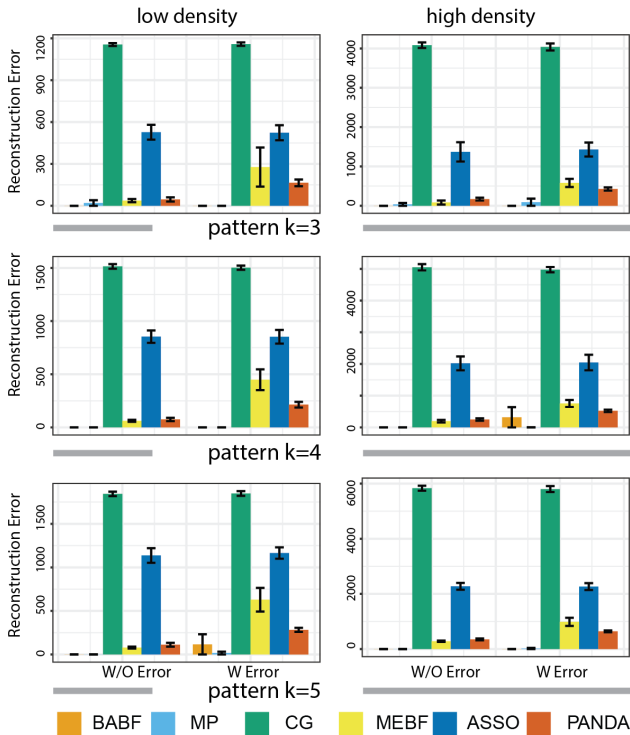 low density
high density
Reconstruction Error
1200
900
600
300
0
4000
3000
2000
1000
0
pattern k=3
Reconstruction Error
1500
1000
500
0
4000
2000
0
pattern k=4
Reconstruction Error
1500
1000
500
0
6000
4000
2000
0
W/O Error
W Error
W/O Error
W Error
pattern k=5
BABF
MP
CG
MEBF
ASSO
PANDA